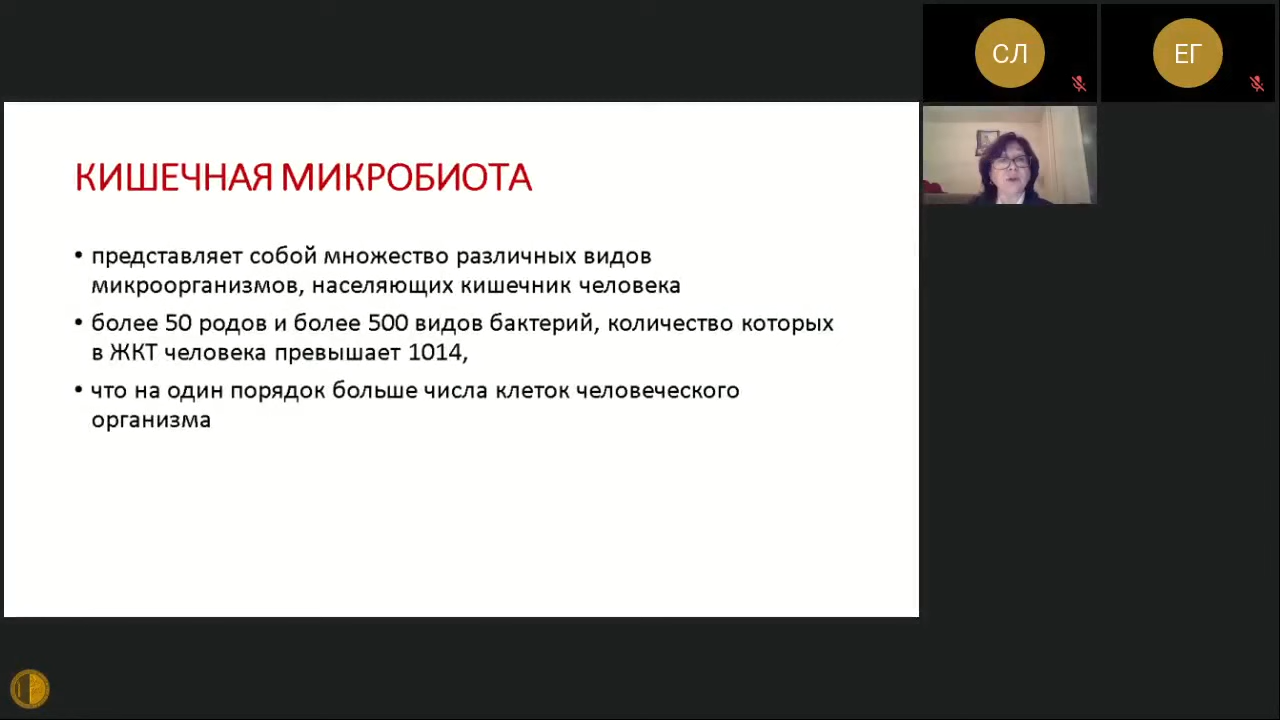 КИШЕЧНАЯ МИКРОБИОТА
• представляет собой множество различных видов
микроорганизмов, населяющих кишечник человека
• более 50 родов и более 500 видов бактерий, количество которых
в ЖКТ человека превышает 1014,
• что на один порядок больше числа клеток человеческого
организма
СЛ
ЕГ